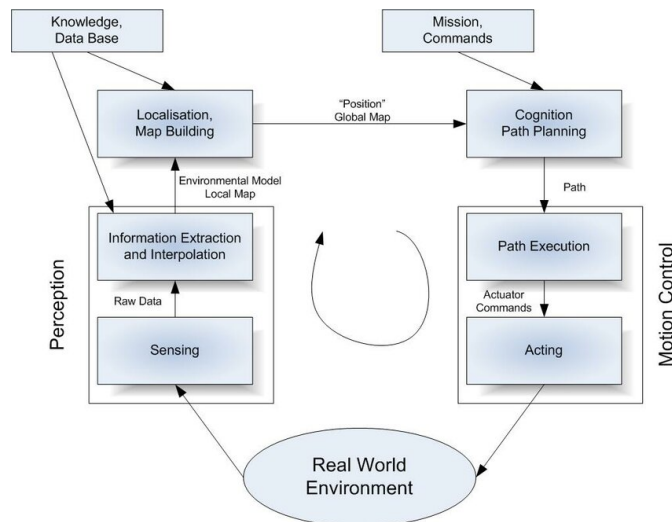 Knowledge,
Data Base
Mission,
Commands
Localisation,
Map Building
"Position"
Global Map
Cognition
Path Planning
Environmental Model
Local Map
Path
Perception
Information Extraction
and Interpolation
Path Execution
Motion Control
Raw Data
Actuator
Commands
Sensing
Acting
Real World
Environment